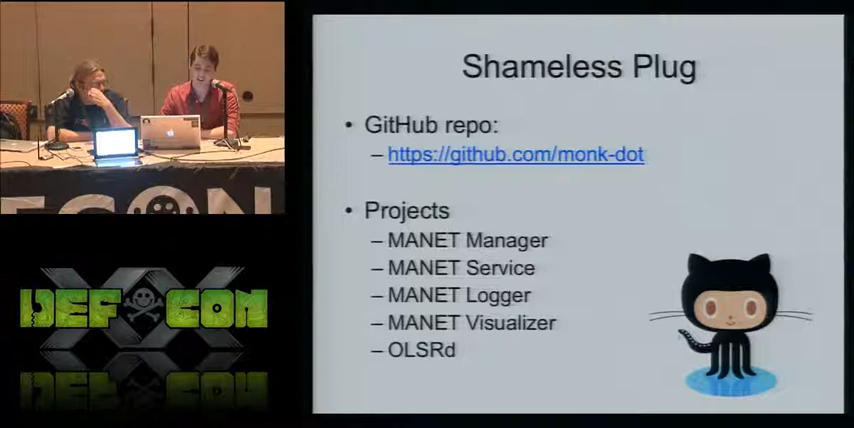 Shameless Plug
• GitHub repo:
– https://github.com/monk-dot
• Projects
– MANET Manager
– MANET Service
– MANET Logger
– MANET Visualizer
– OLSRd
DEF CON
XX